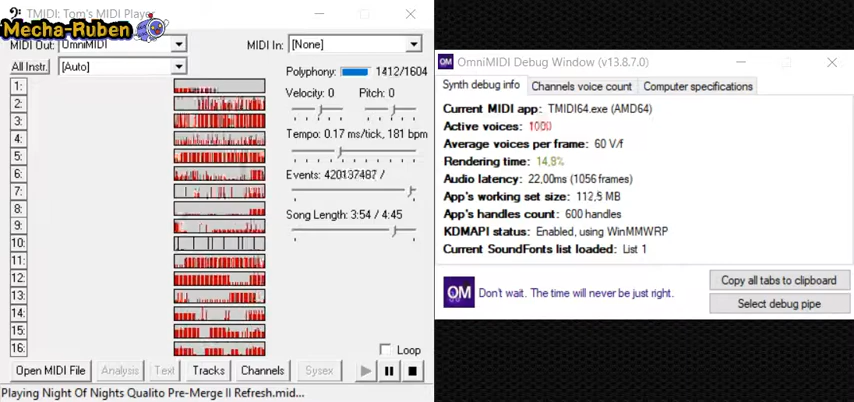 TMIDI: Tom's MIDI Player
Mecha-Ruben
MIDI Out: OmniMIDI
MIDI In: [None]
All Instr.: [Auto]
Polyphony: 1412/1604
Velocity: 0 Pitch: 0
Tempo: 0.17 ms/tick, 181 bpm
Events: 420137487 /
Song Length: 3:54 / 4:45
1:
2:
3:
4:
5:
6:
7:
8:
9:
10:
11:
12:
13:
14:
15:
16:
Loop
Open MIDI File Analysis Text Tracks Channels Sysex
Playing Night Of Nights Qualito Pre-Merge II Refresh.mid...
OM OmniMIDI Debug Window (v13.8.7.0)
Synth debug info Channels voice count Computer specifications
Current MIDI app: TMIDI64.exe (AMD64)
Active voices: 1000
Average voices per frame: 60 V/f
Rendering time: 14,8%
Audio latency: 22,00ms (1056 frames)
App's working set size: 112,5 MB
App's handles count: 600 handles
KDMAPI status: Enabled, using WinMMWRP
Current SoundFonts list loaded: List 1
OM Don't wait. The time will never be just right.
Copy all tabs to clipboard
Select debug pipe